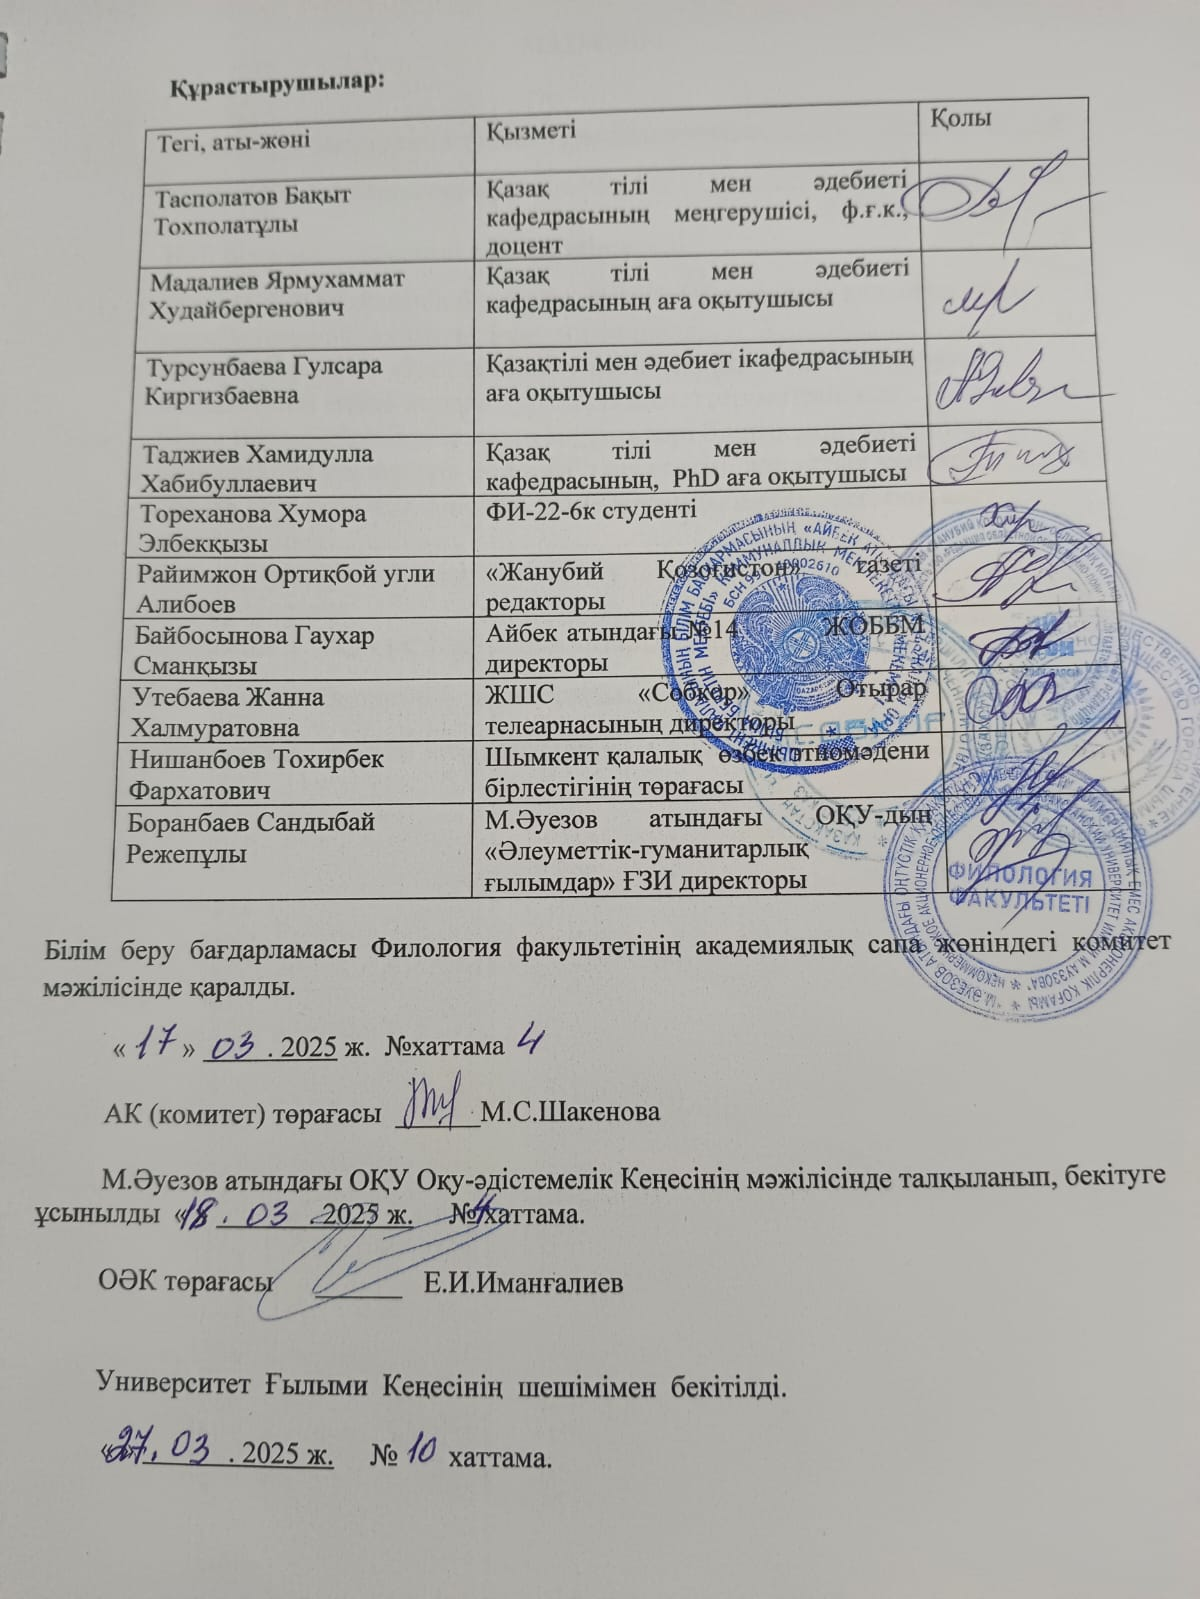 Құрастырушылар:
Тегі, аты-жөні Қызметі Қолы
Тасполатов Бақыт
Тохполатұлы
Қазақ тілі мен әдебиеті
кафедрасының меңгерушісі, ф.ғ.к.,
доцент
Мадалиев Ярмухаммат
Худайбергенович
Қазақ тілі мен әдебиеті
кафедрасының аға оқытушысы
Турсунбаева Гулсара
Киргизбаевна
Қазақтілі мен әдебиет ікафедрасының
аға оқытушысы
Таджиев Хамидулла
Хабибуллаевич
Қазақ тілі мен әдебиеті
кафедрасының, PhD аға оқытушысы
Тореханова Хумора
Элбекқызы
ФИ-22-6к студенті
Райимжон Ортиқбой угли
Алибоев
«Жанубий Қозоғистон» газеті
редакторы
Байбосынова Гаухар
Сманқызы
Айбек атындағы №14 ЖОББМ
директоры
Утебаева Жанна
Халмуратовна
ЖШС «Собкор» Отырар
телеарнасының директоры
Нишанбоев Тохирбек
Фархатович
Шымкент қалалық өзбек этномәдени
бірлестігінің төрағасы
Боранбаев Сандыбай
Режепұлы
М.Әуезов атындағы ОҚУ-дың
«Әлеуметтік-гуманитарлық
ғылымдар» ҒЗИ директоры
ФИЛОЛОГИЯ
ФАКУЛЬТЕТІ
Білім беру бағдарламасы Филология факультетінің академиялық сапа жөніндегі комитет
мәжілісінде қаралды.
« 17 » 03 . 2025 ж. №хаттама 4
АК (комитет) төрағасы М.С.Шакенова
М.Әуезов атындағы ОҚУ Оқу-әдістемелік Кеңесінің мәжілісінде талқыланып, бекітуге
ұсынылды «18 . 03 . 2025 ж. №4 хаттама.
ОӘК төрағасы Е.И.Иманғалиев
Университет Ғылыми Кеңесінің шешімімен бекітілді.
«27» . 03 . 2025 ж. № 10 хаттама.